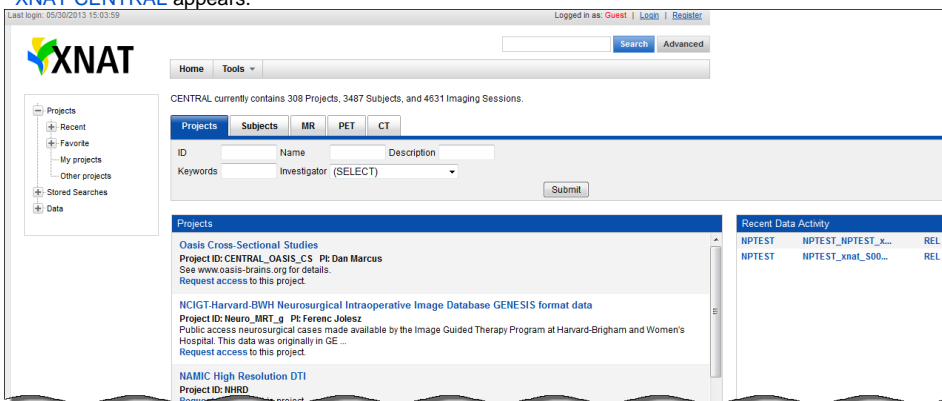 XNAT CENTRAL appears.
Last login: 05/30/2013 15:03:59
Logged in as: Guest | Login | Register
XNAT
Search Advanced
Home Tools
CENTRAL currently contains 308 Projects, 3487 Subjects, and 4631 Imaging Sessions.
Projects
Recent
Favorite
My projects
Other projects
Stored Searches
Data
Projects Subjects MR PET CT
ID Name Description
Keywords Investigator (SELECT)
Submit
Projects
Oasis Cross-Sectional Studies
Project ID: CENTRAL_OASIS_CS PI: Dan Marcus
See www.oasis-brains.org for details.
Request access to this project.
NCIGT-Harvard-BWH Neurosurgical Intraoperative Image Database GENESIS format data
Project ID: Neuro_MRT_g PI: Ferenc Jolesz
Public access neurosurgical cases made available by the Image Guided Therapy Program at Harvard-Brigham and Women's
Hospital. This data was originally in GE ...
Request access to this project.
NAMIC High Resolution DTI
Project ID: NHRD
Recent Data Activity
NPTEST NPTEST_NPTEST_x... REL
NPTEST NPTEST_xnat_S00... REL